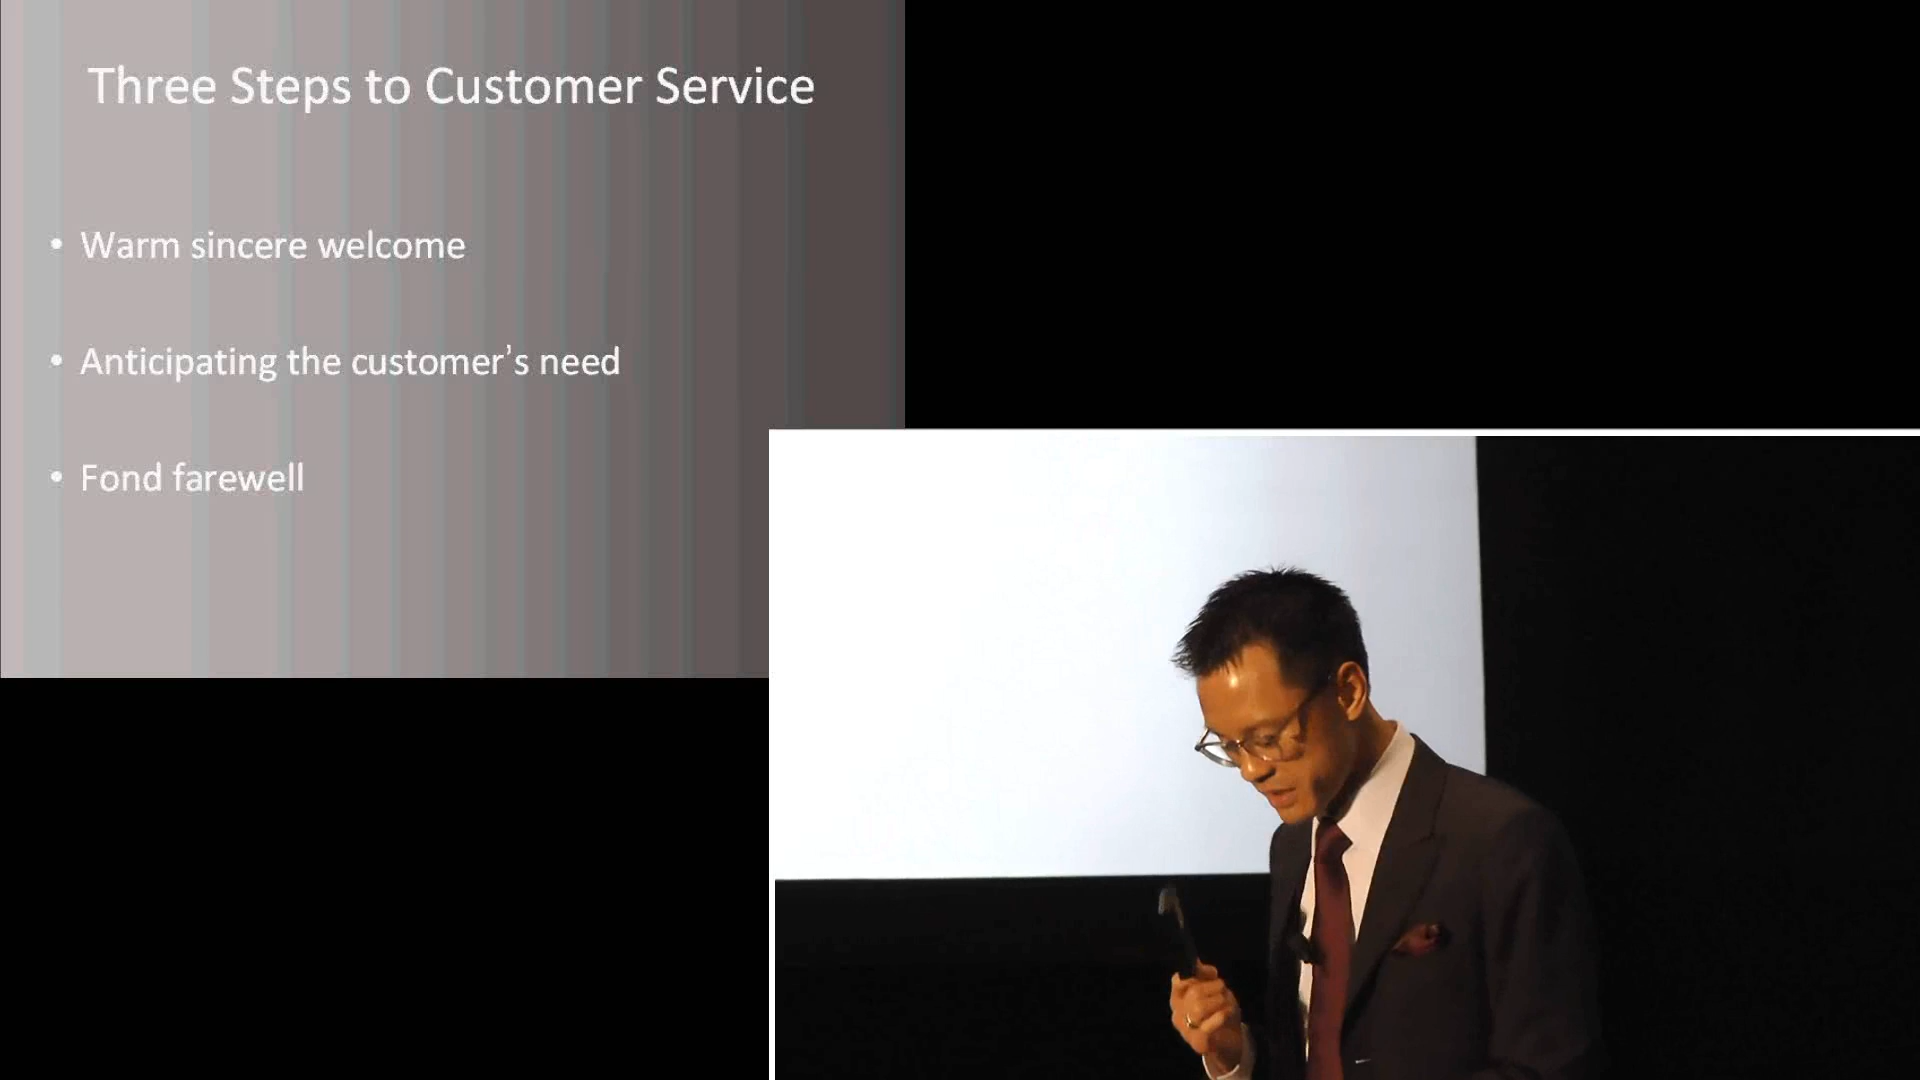 Three Steps to Customer Service
• Warm sincere welcome
• Anticipating the customer’s need
• Fond farewell